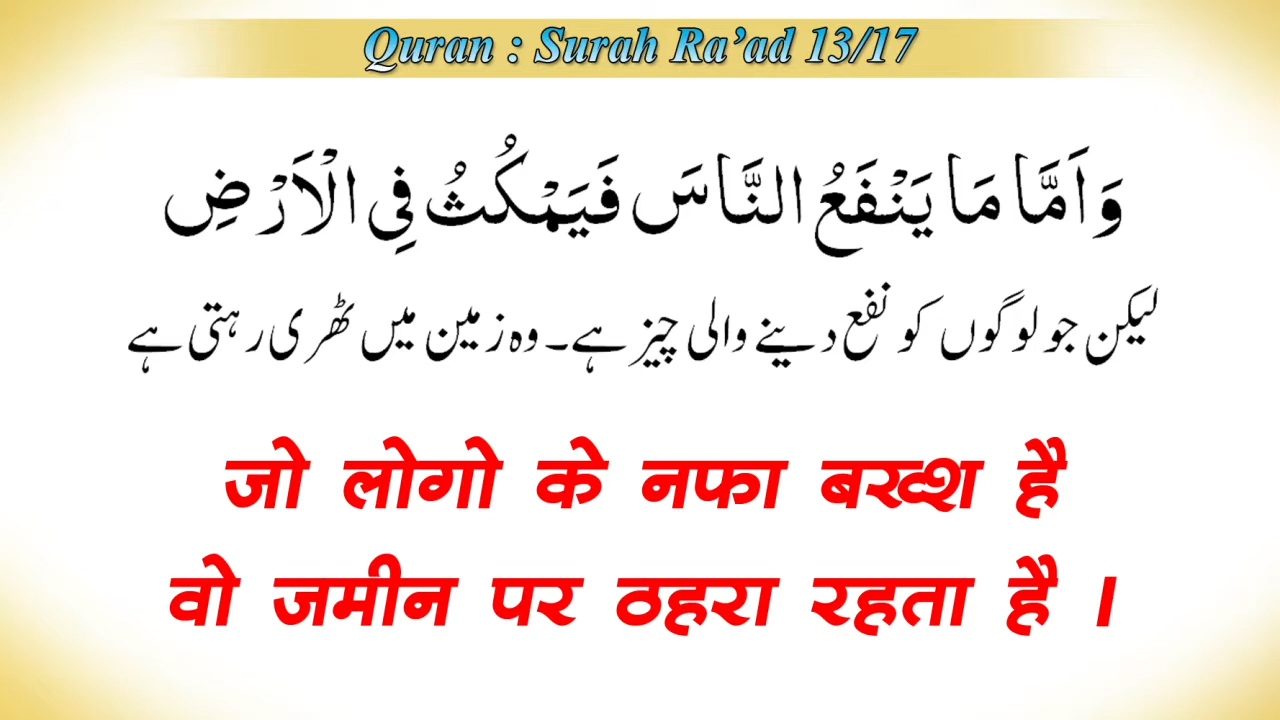 Quran : Surah Ra’ad 13/17
وَاَمَّا مَا يَنْفَعُ النَّاسَ فَيَمْكُثُ فِي الْاَرْضِ
لیکن جو لوگوں کو نفع دینے والی چیز ہے۔ وہ زمین میں ٹھری رہتی ہے
जो लोगो के नफा बख्श है
वो जमीन पर ठहरा रहता है ।